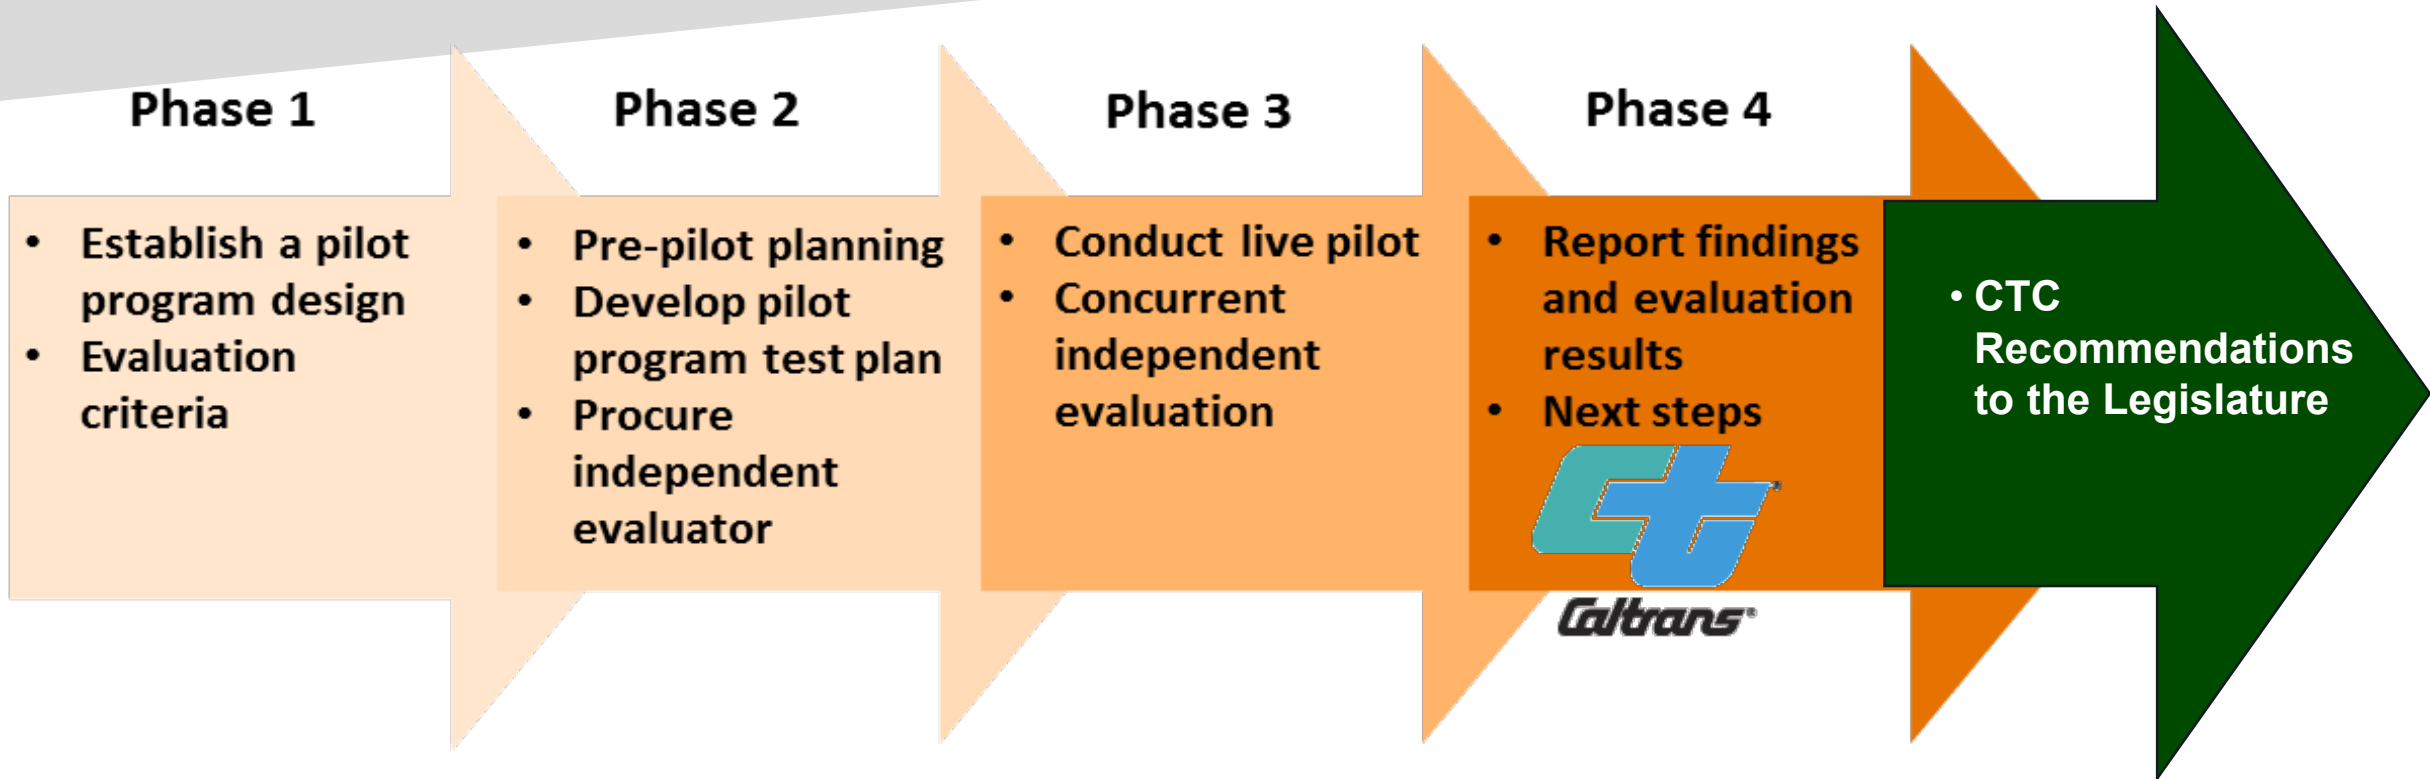 Phase 1
• Establish a pilot
program design
• Evaluation
criteria
Phase 2
• Pre-pilot planning
• Develop pilot
program test plan
• Procure
independent
evaluator
Phase 3
• Conduct live pilot
• Concurrent
independent
evaluation
Phase 4
• Report findings
and evaluation
results
• Next steps
Ct®
Caltrans®
• CTC
Recommendations
to the Legislature